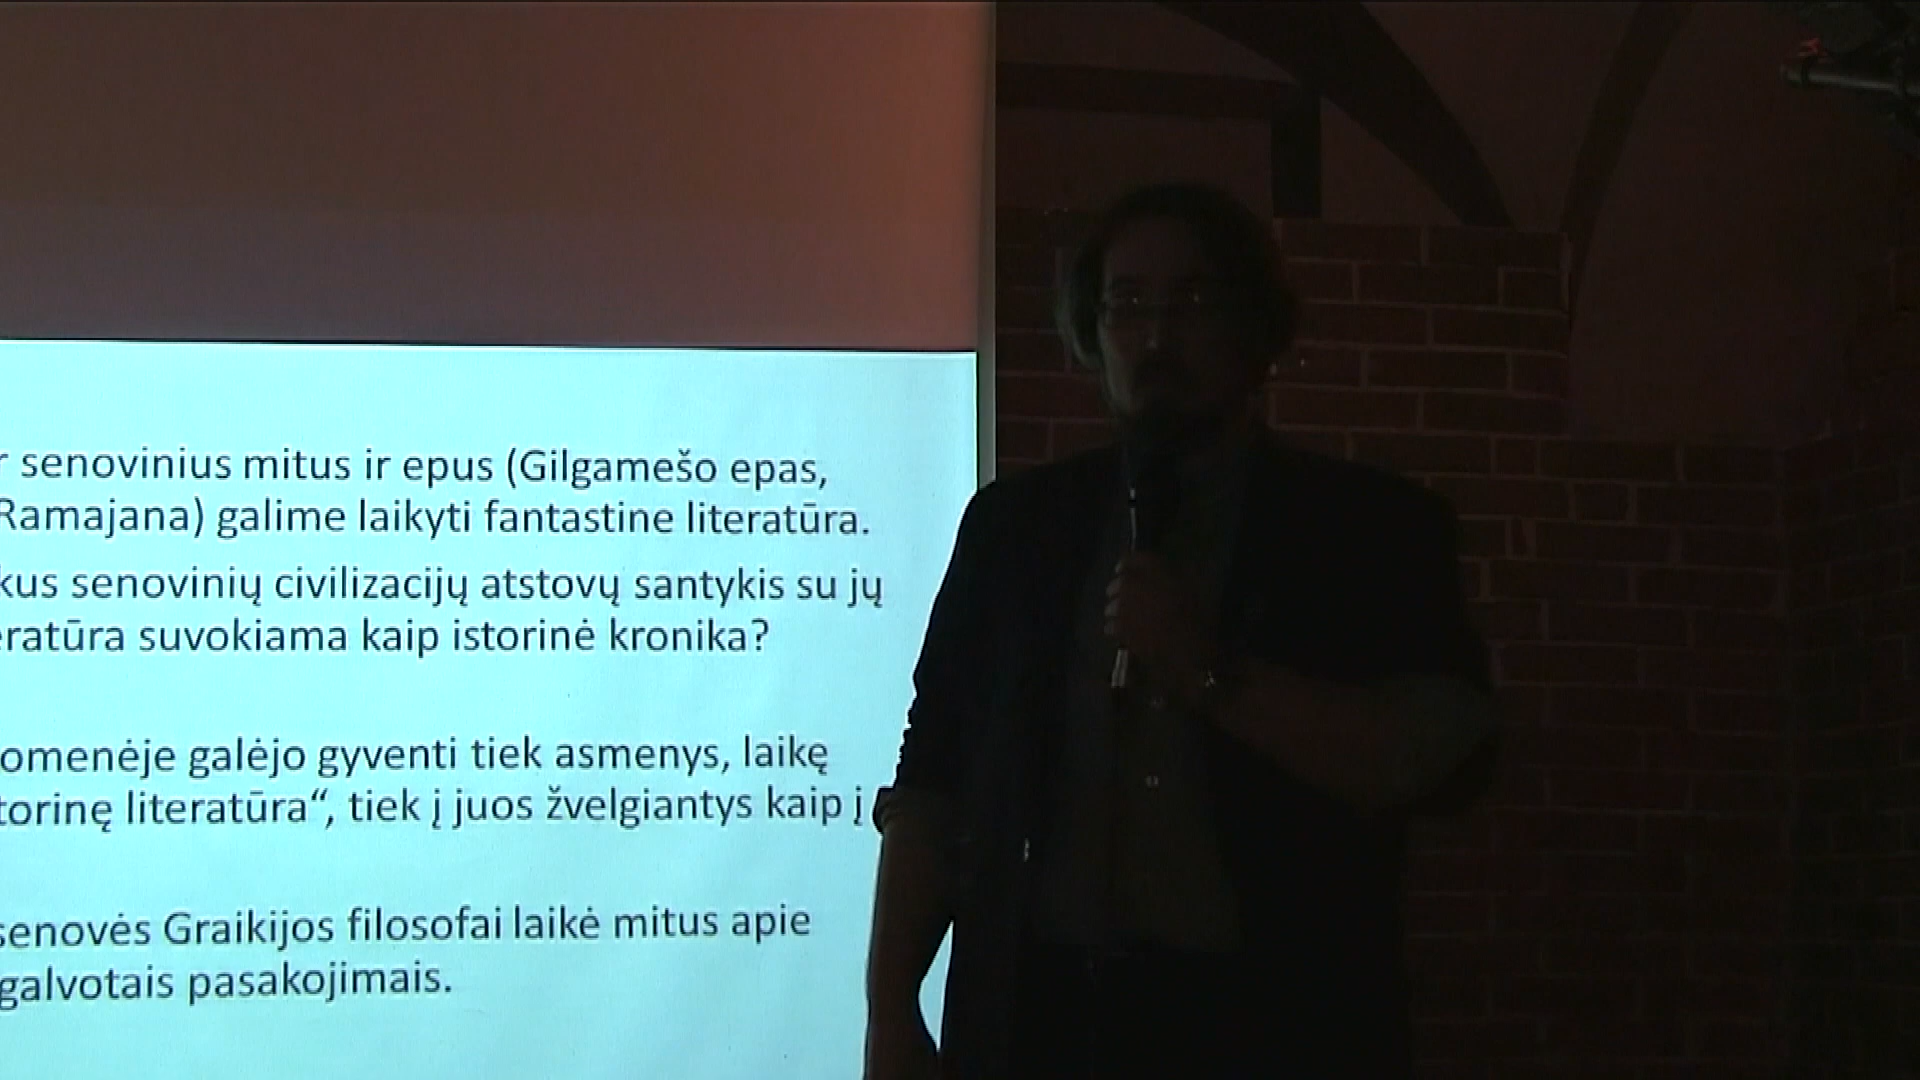 r senovinius mitus ir epus (Gilgamešo epas,
Ramajana) galime laikyti fantastine literatūra.
kus senovinių civilizacijų atstovų santykis su jų
eratūra suvokiama kaip istorinė kronika?
omenėje galėjo gyventi tiek asmenys, laikę
torinę literatūra“, tiek į juos žvelgiantys kaip į
senovės Graikijos filosofai laikė mitus apie
galvotais pasakojimais.